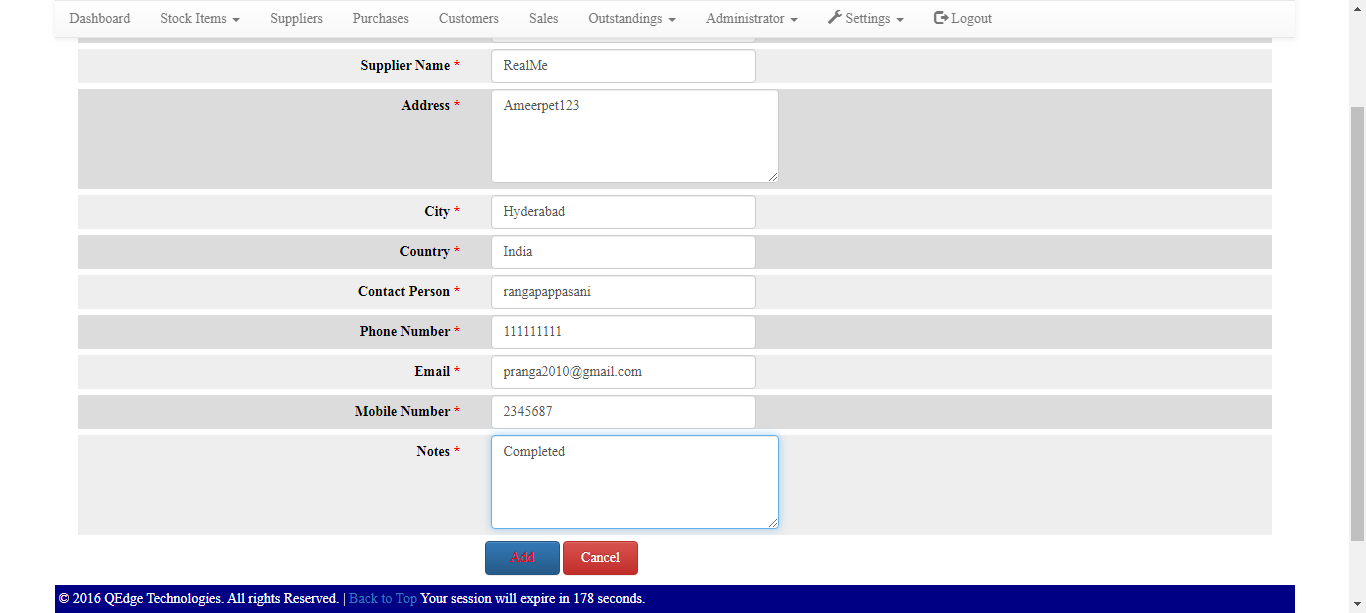 Dashboard Stock Items Suppliers Purchases Customers Sales Outstandings Administrator Settings Logout
Supplier Name * RealMe
Address * Ameerpet123
City * Hyderabad
Country * India
Contact Person * rangapappasani
Phone Number * 111111111
Email * pranga2010@gmail.com
Mobile Number * 2345687
Notes * Completed
Add Cancel
© 2016 QEdge Technologies. All rights Reserved. | Back to Top Your session will expire in 178 seconds.